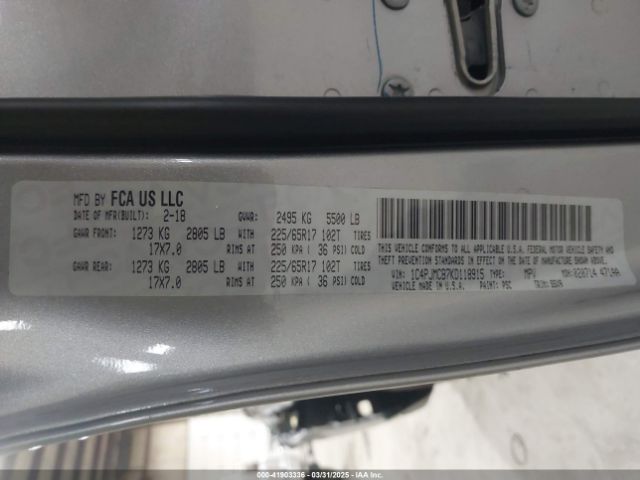 MFD BY FCA US LLC
DATE OF MFR(BUILT): 2-18 GVWR: 2495 KG 5500 LB
GAWR FRONT: 1273 KG 2805 LB WITH 225/65R17 102T TIRES
17X7.0 RIMS AT 250 KPA ( 36 PSI) COLD
GAWR REAR: 1273 KG 2805 LB WITH 225/65R17 102T TIRES
17X7.0 RIMS AT 250 KPA ( 36 PSI) COLD
THIS VEHICLE CONFORMS TO ALL APPLICABLE U.S.A. FEDERAL MOTOR VEHICLE SAFETY AND
THEFT PREVENTION STANDARDS IN EFFECT ON THE DATE OF MANUFACTURE SHOWN ABOVE.
VIN: 1C4PJMCB7KD118915 TYPE: MPV MDH: 020714 471AA
VEHICLE MADE IN U.S.A. PAINT: PSC TRIM:
000-41903336 - 03/31/2025 - IAA Inc.